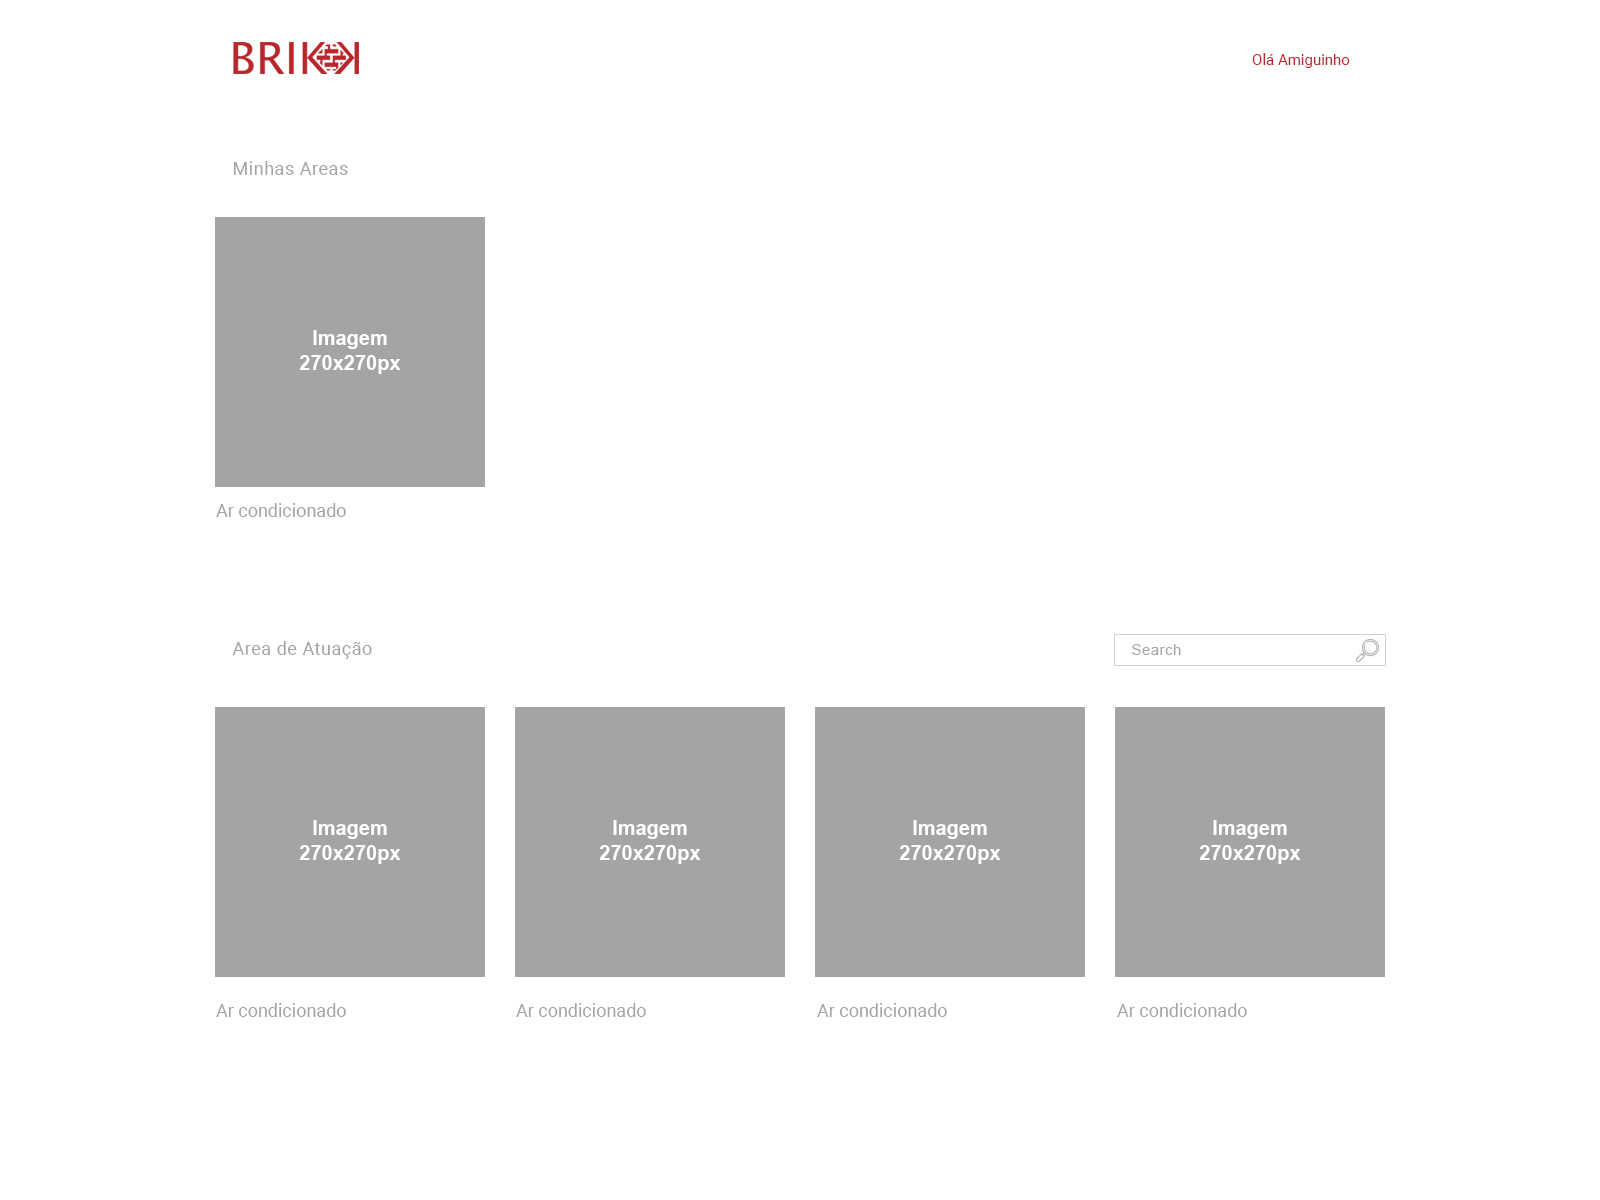 BRIKK
Olá Amiguinho
Minhas Areas
Imagem
270x270px
Ar condicionado
Area de Atuação
Search
Imagem
270x270px
Imagem
270x270px
Imagem
270x270px
Imagem
270x270px
Ar condicionado
Ar condicionado
Ar condicionado
Ar condicionado